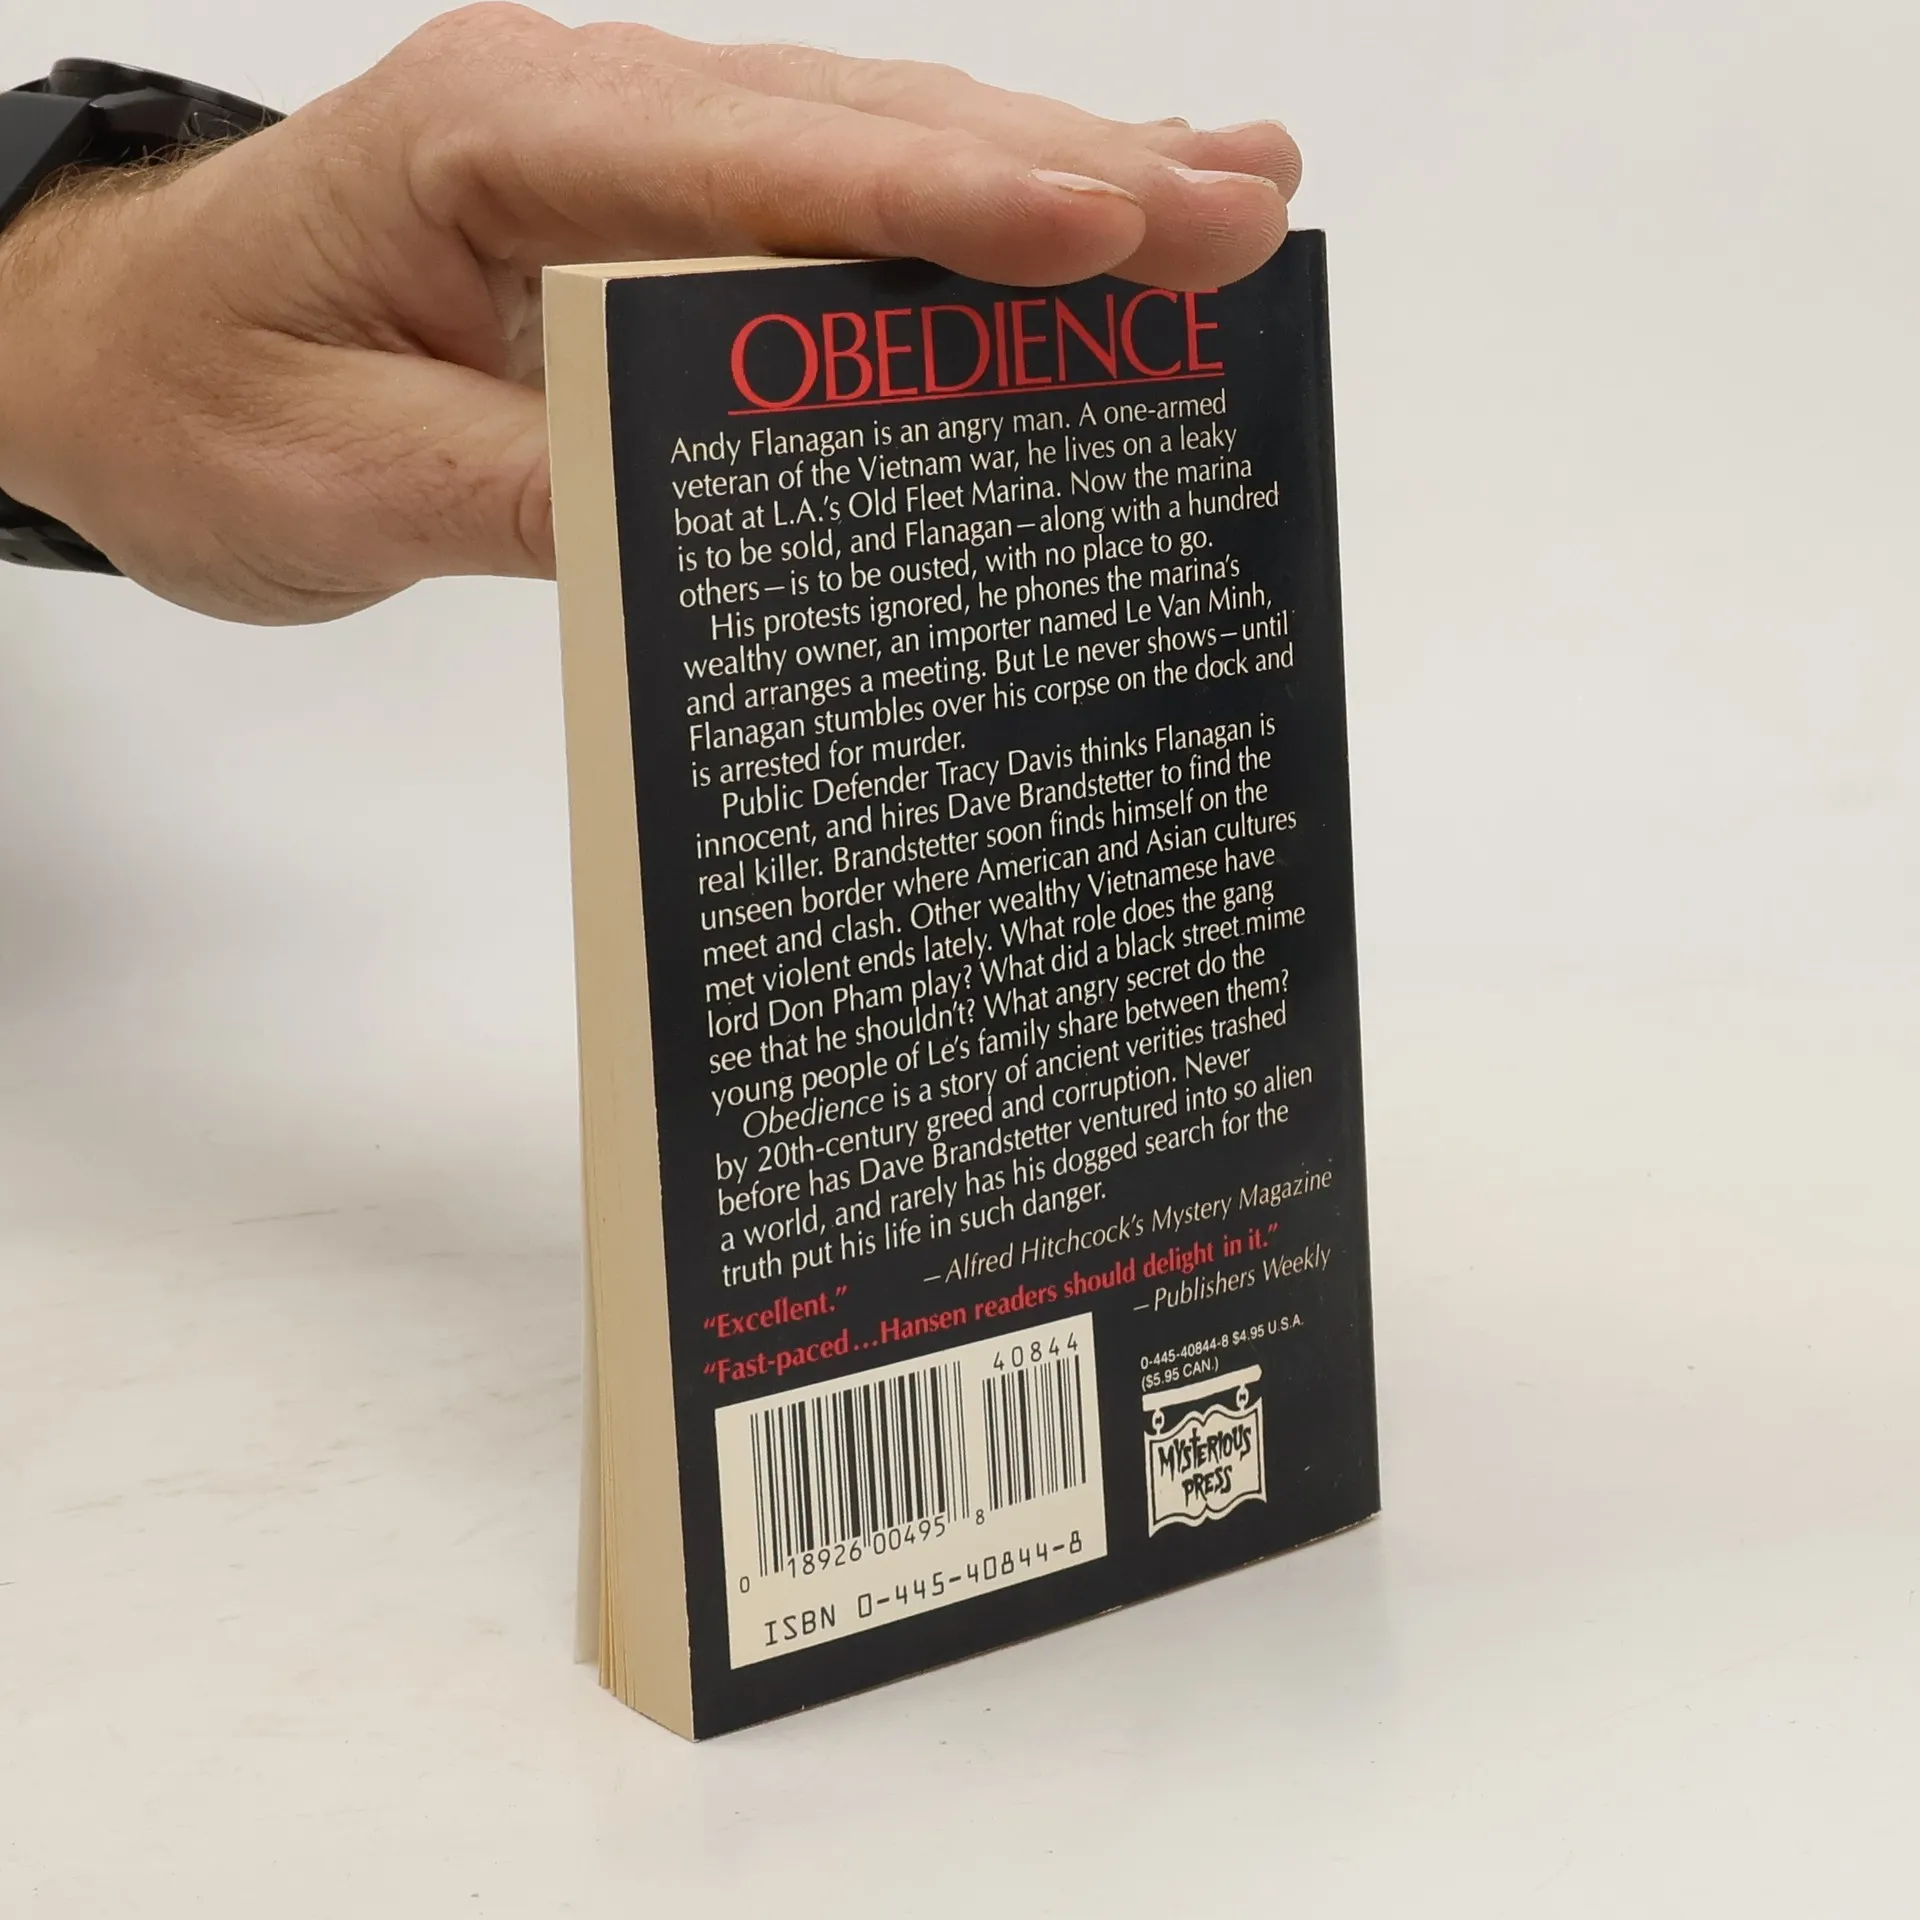 OBEDIENCE
Andy Flanagan is an angry man. A one-armed
veteran of the Vietnam war, he lives on a leaky
boat at L.A.'s Old Fleet Marina. Now the marina
is to be sold, and Flanagan—along with a hundred
others—is to be ousted, with no place to go.
His protests ignored, he phones the marina's
wealthy owner, an importer named Le Van Minh,
and arranges a meeting. But Le never shows—until
Flanagan stumbles over his corpse on the dock and
is arrested for murder.
Public Defender Tracy Davis thinks Flanagan is
innocent, and hires Dave Brandstetter to find the
real killer. Brandstetter soon finds himself on the
unseen border where American and Asian cultures
meet and clash. Other wealthy Vietnamese have
met violent ends lately. What role does the gang
lord Don Pham play? What did a black street mime
see that he shouldn't? What angry secret do the
young people of Le's family share between them?
Obedience is a story of ancient verities trashed
by 20th-century greed and corruption. Never
before has Dave Brandstetter ventured into so alien
a world, and rarely has his dogged search for the
truth put his life in such danger.
"Excellent." —Alfred Hitchcock's Mystery Magazine
"Fast-paced...Hansen readers should delight in it."
—Publishers Weekly
0-445-40844-8 $4.95 U.S.A.
($5.95 CAN.)
MYSTERIOUS
PRESS
40844
0 18926 00495 8
ISBN 0-445-40844-8